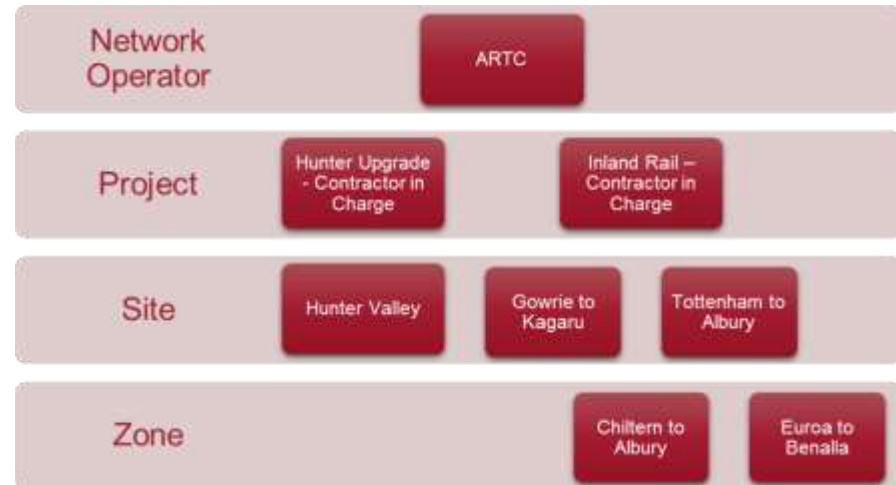 Network
Operator
ARTC
Project
Hunter Upgrade
- Contractor in
Charge
Inland Rail –
Contractor in
Charge
Site
Hunter Valley
Gowrie to
Kagaru
Tottenham to
Albury
Zone
Chiltern to
Albury
Euroa to
Benalla